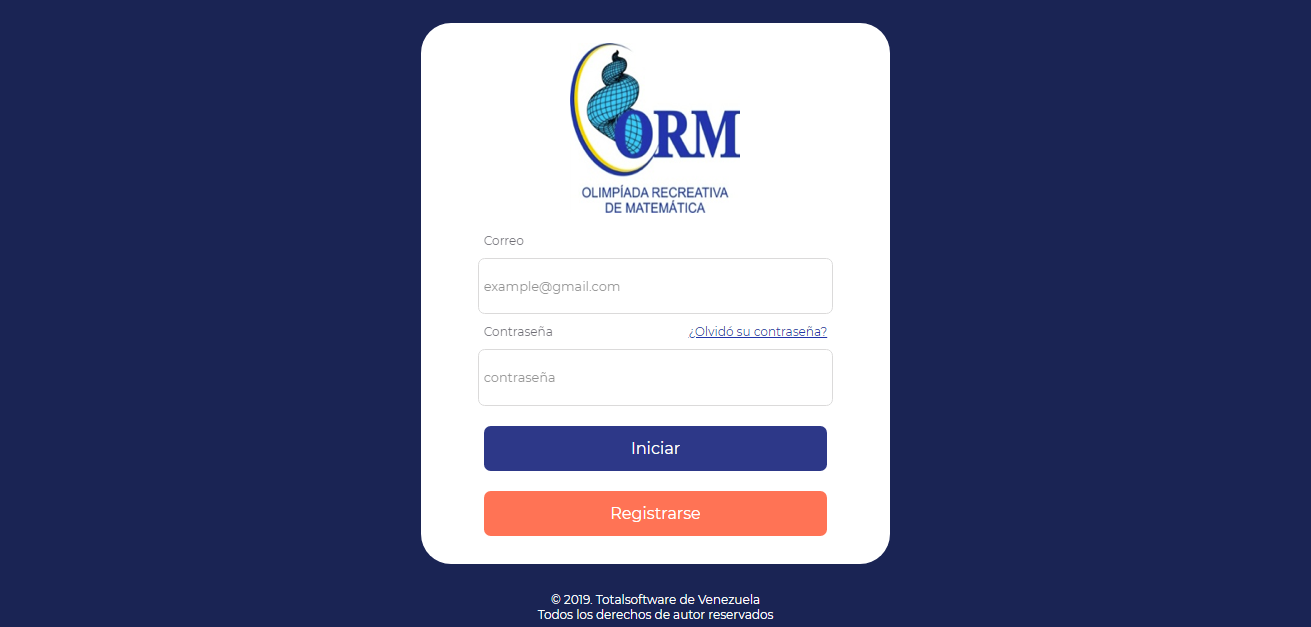 ORM
OLIMPÍADA RECREATIVA
DE MATEMÁTICA
Correo
example@gmail.com
Contraseña ¿Olvidó su contraseña?
contraseña
Iniciar
Registrarse
© 2019. Totalsoftware de Venezuela
Todos los derechos de autor reservados